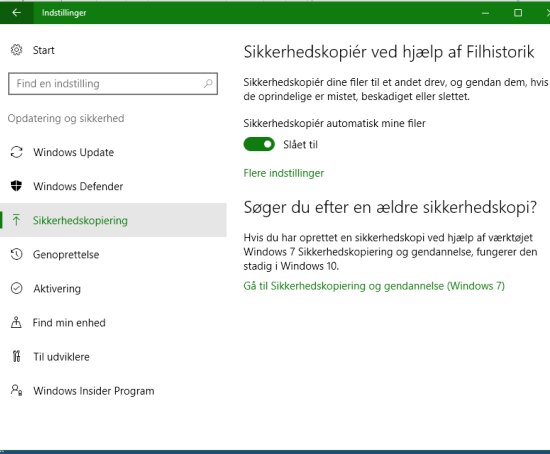 Indstillinger
Start
Find en indstilling
Opdatering og sikkerhed
Windows Update
Windows Defender
Sikkerhedskopiering
Genoprettelse
Aktivering
Find min enhed
Til udviklere
Windows Insider Program
Sikkerhedskopiér ved hjælp af Filhistorik
Sikkerhedskopiér dine filer til et andet drev, og gendan dem, hvis
de oprindelige er mistet, beskadiget eller slettet.
Sikkerhedskopiér automatisk mine filer
Slået til
Flere indstillinger
Søger du efter en ældre sikkerhedskopi?
Hvis du har oprettet en sikkerhedskopi ved hjælp af værktøjet
Windows 7 Sikkerhedskopiering og gendannelse, fungerer den
stadig i Windows 10.
Gå til Sikkerhedskopiering og gendannelse (Windows 7)